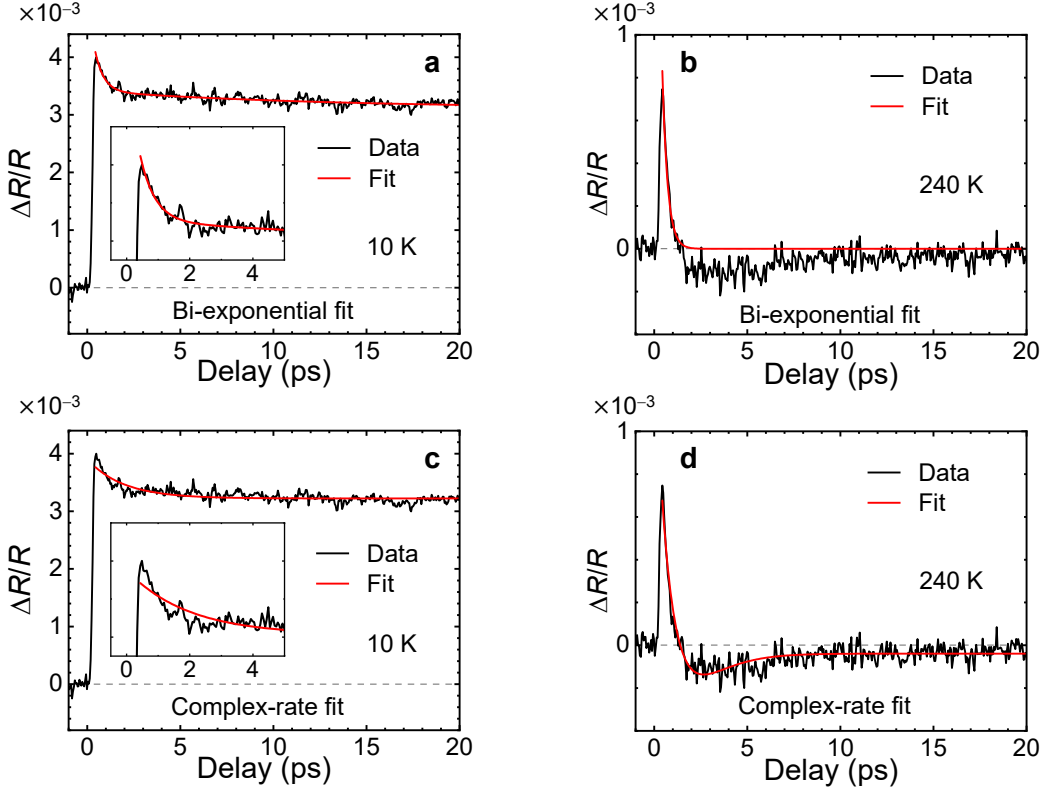 ×10⁻³
a
4
3
2
1
0
ΔR/R
Data
Fit
10 K
0 2 4
Bi-exponential fit
0 5 10 15 20
Delay (ps)
×10⁻³
b
1
0
ΔR/R
Data
Fit
240 K
Bi-exponential fit
0 5 10 15 20
Delay (ps)
×10⁻³
c
4
3
2
1
0
ΔR/R
Data
Fit
10 K
0 2 4
Complex-rate fit
0 5 10 15 20
Delay (ps)
×10⁻³
d
1
0
ΔR/R
Data
Fit
240 K
Complex-rate fit
0 5 10 15 20
Delay (ps)